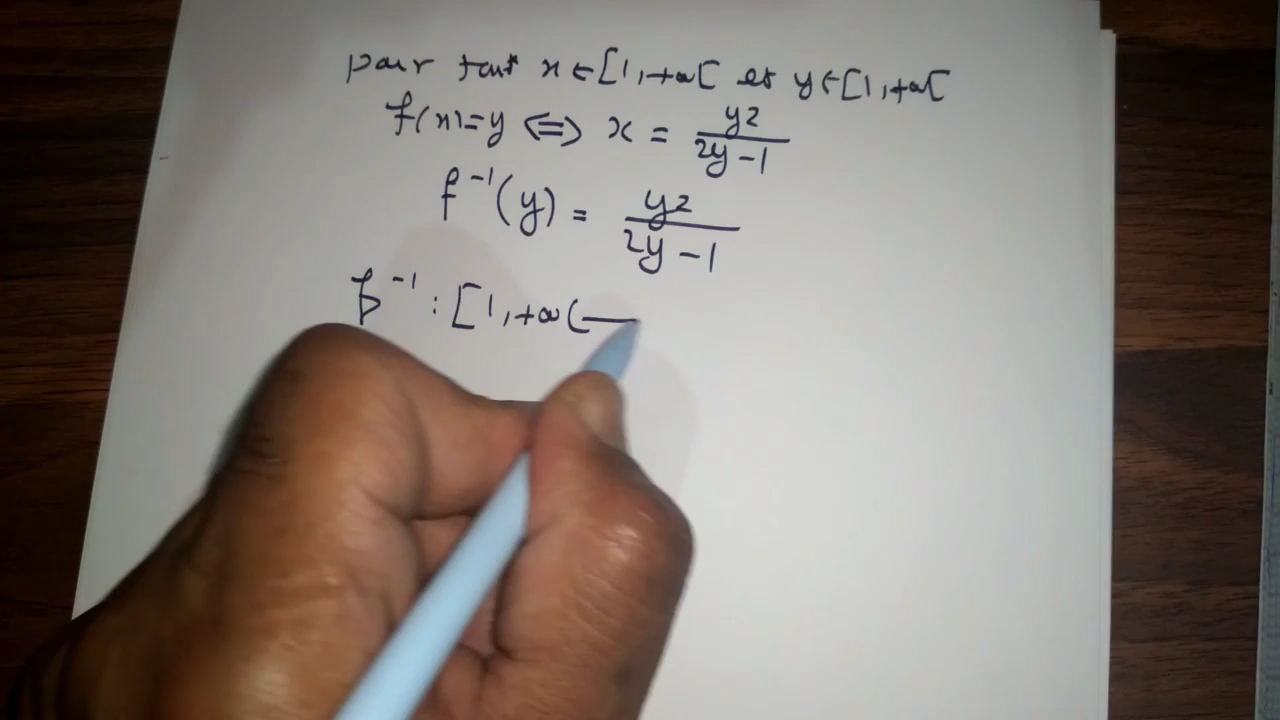 pour tout x ∈ [1, +∞[ et y ∈ [1, +∞[
f(x) = y ⟺ x = y² / (2y - 1)
f⁻¹(y) = y² / (2y - 1)
f⁻¹ : [1, +∞[ —